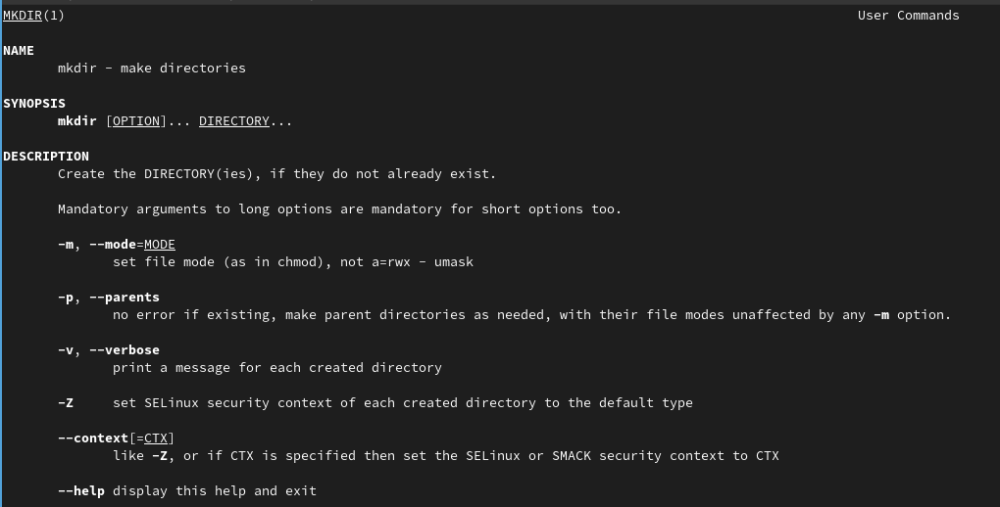 MKDIR(1) User Commands
NAME
mkdir - make directories
SYNOPSIS
mkdir [OPTION]... DIRECTORY...
DESCRIPTION
Create the DIRECTORY(ies), if they do not already exist.
Mandatory arguments to long options are mandatory for short options too.
-m, --mode=MODE
set file mode (as in chmod), not a=rwx - umask
-p, --parents
no error if existing, make parent directories as needed, with their file modes unaffected by any -m option.
-v, --verbose
print a message for each created directory
-Z set SELinux security context of each created directory to the default type
--context[=CTX]
like -Z, or if CTX is specified then set the SELinux or SMACK security context to CTX
--help display this help and exit